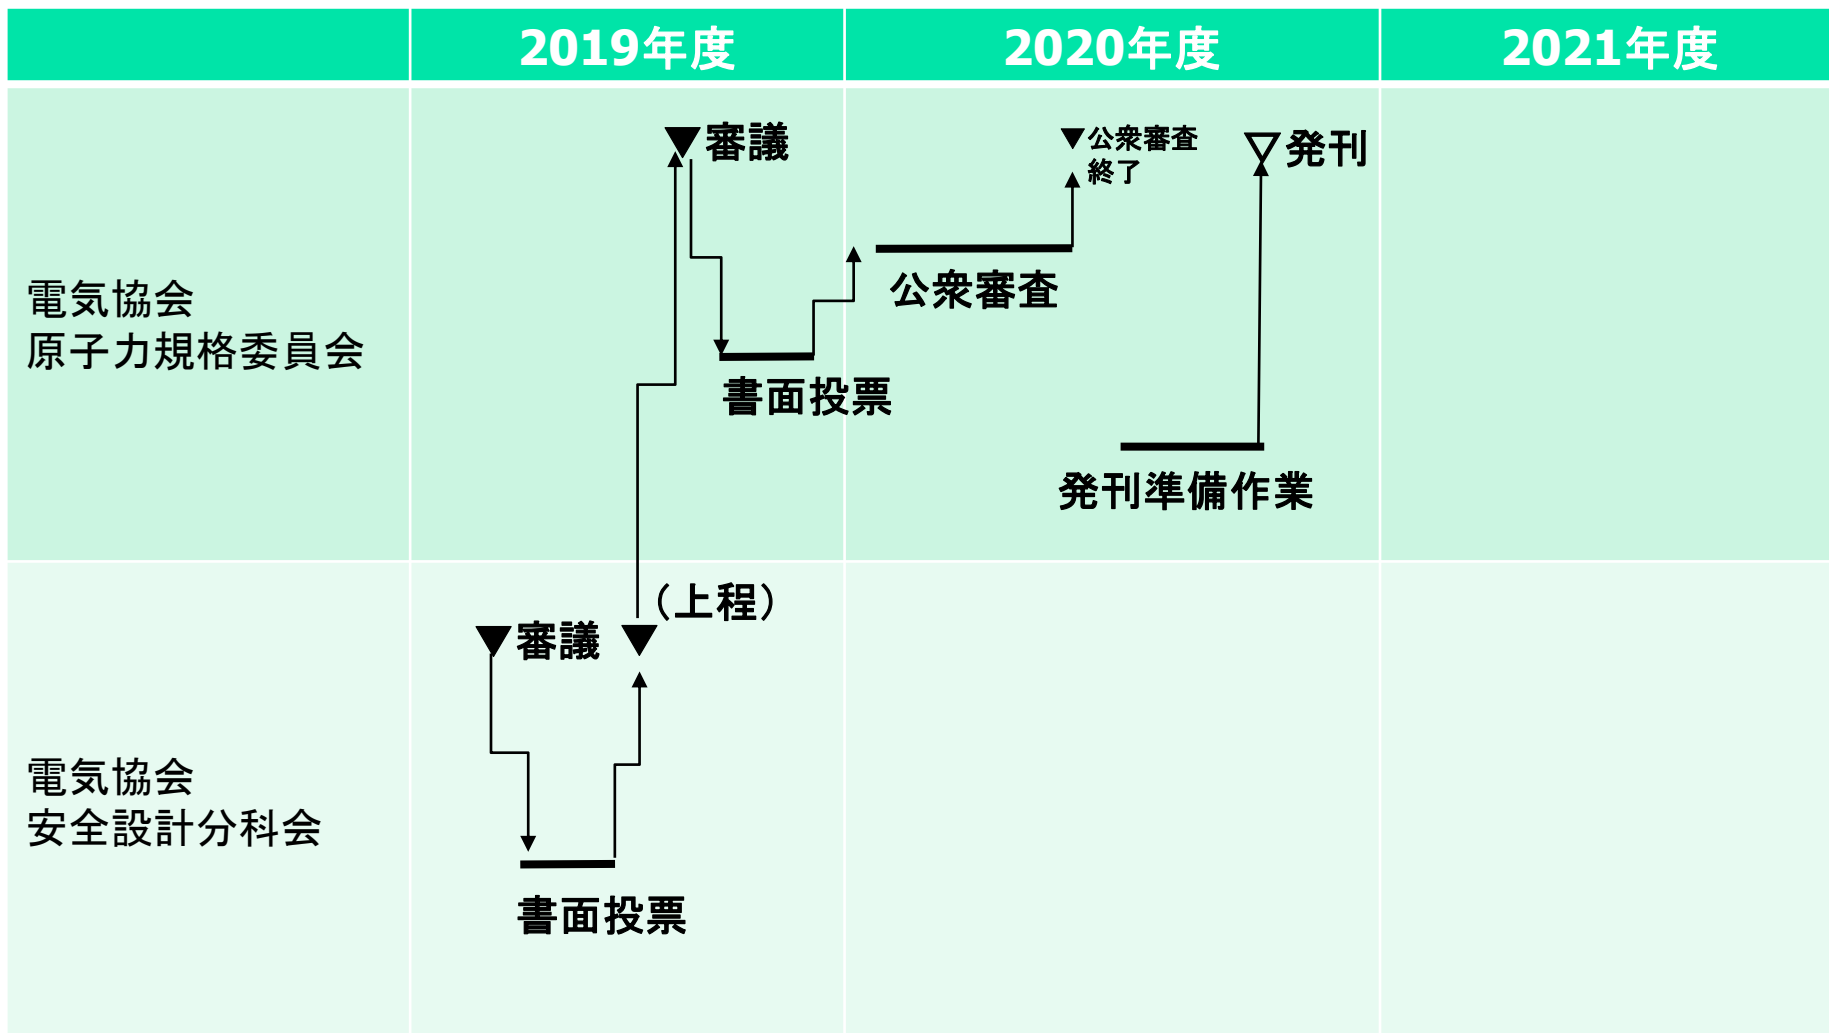 2019年度
2020年度
2021年度
電気協会
原子力規格委員会
▼審議
書面投票
公衆審査
▼公衆審査
終了
▽発刊
発刊準備作業
電気協会
安全設計分科会
▼審議
▼
（上程）
書面投票